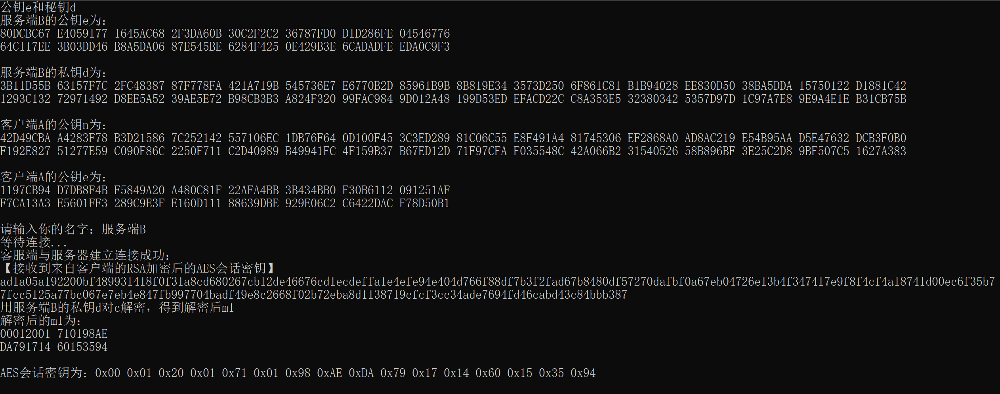 公钥e和秘钥d
服务端B的公钥e为：
80DCBC67 E4059177 1645AC68 2F3DA60B 30C2F2C2 36787FD0 D1D286FE 04546776
64C117EE 3B03DD46 B8A5DA06 87E545BE 6284F425 0E429B3E 6CADADFE EDA0C9F3
服务端B的私钥d为：
3B11D55B 63157F7C 2FC48387 87F778FA 421A719B 545736E7 E6770B2D 85961B9B 8B819E34 3573D250 6F861C81 B1B94028 EE830D50 38BA5DDA 15750122 D1881C42
1293C132 72971492 D8EE5A52 39AE5E72 B98CB3B3 A824F320 99FAC984 9D012A48 199D53ED EFACD22C C8A353E5 32380342 5357D97D 1C97A7E8 9E9A4E1E B31CB75B
客户端A的公钥n为：
42D49CBA A4283F78 B3D21586 7C252142 557106EC 1DB76F64 0D100F45 3C3ED289 81C06C55 E8F491A4 81745306 EF2868A0 AD8AC219 E54B95AA D5E47632 DCB3F0B0
F192E827 51277E59 C090F86C 2250F711 C2D40989 B49941FC 4F159B37 B67ED12D 71F97CFA F035548C 42A066B2 31540526 58B896BF 3E25C2D8 9BF507C5 1627A383
客户端A的公钥e为：
1197CB94 D7DB8F4B F5849A20 A480C81F 22AFA4BB 3B434BB0 F30B6112 091251AF
F7CA13A3 E5601FF3 289C9E3F E160D111 88639DBE 929E06C2 C6422DAC F78D50B1
请输入你的名字：服务端B
等待连接...
客服端与服务器建立连接成功：
【接收到来自客户端的RSA加密后的AES会话密钥】
ad1a05a192200bf489931418f0f31a8cd680267cb12de46676cd1ecdeffa1e4efe94e404d766f88df7b3f2fad67b8480df57270dafbf0a67eb04726e13b4f347417e9f8f4cf4a18741d00ec6f35b7
7fcc5125a77bc067e7eb4e847fb997704badf49e8c2668f02b72eba8d1138719cfcf3cc34ade7694fd46cabd43c84bbb387
用服务端B的私钥d对c解密，得到解密后m1
解密后的m1为：
00012001 710198AE
DA791714 60153594
AES会话密钥为：0x00 0x01 0x20 0x01 0x71 0x01 0x98 0xAE 0xDA 0x79 0x17 0x14 0x60 0x15 0x35 0x94